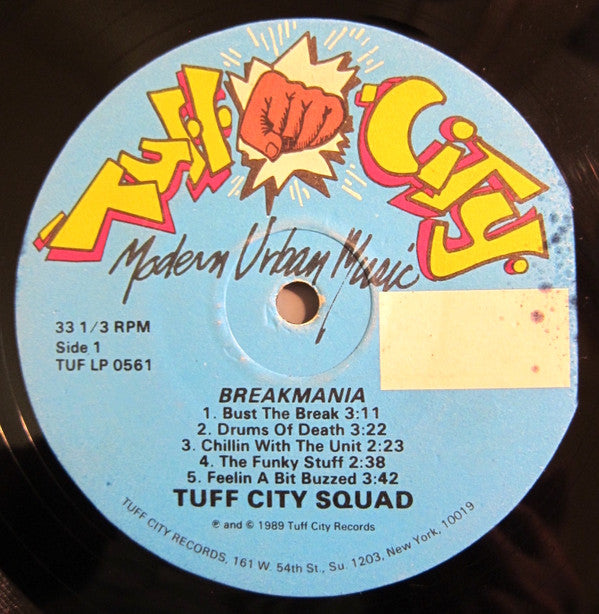 Tuff City
Modern Urban Music
33 1/3 RPM
Side 1
TUF LP 0561
BREAKMANIA
1. Bust The Break 3:11
2. Drums Of Death 3:22
3. Chillin With The Unit 2:23
4. The Funky Stuff 2:38
5. Feelin A Bit Buzzed 3:42
TUFF CITY SQUAD
℗ and © 1989 Tuff City Records
TUFF CITY RECORDS, 161 W. 54th St., Su. 1203, New York, 10019